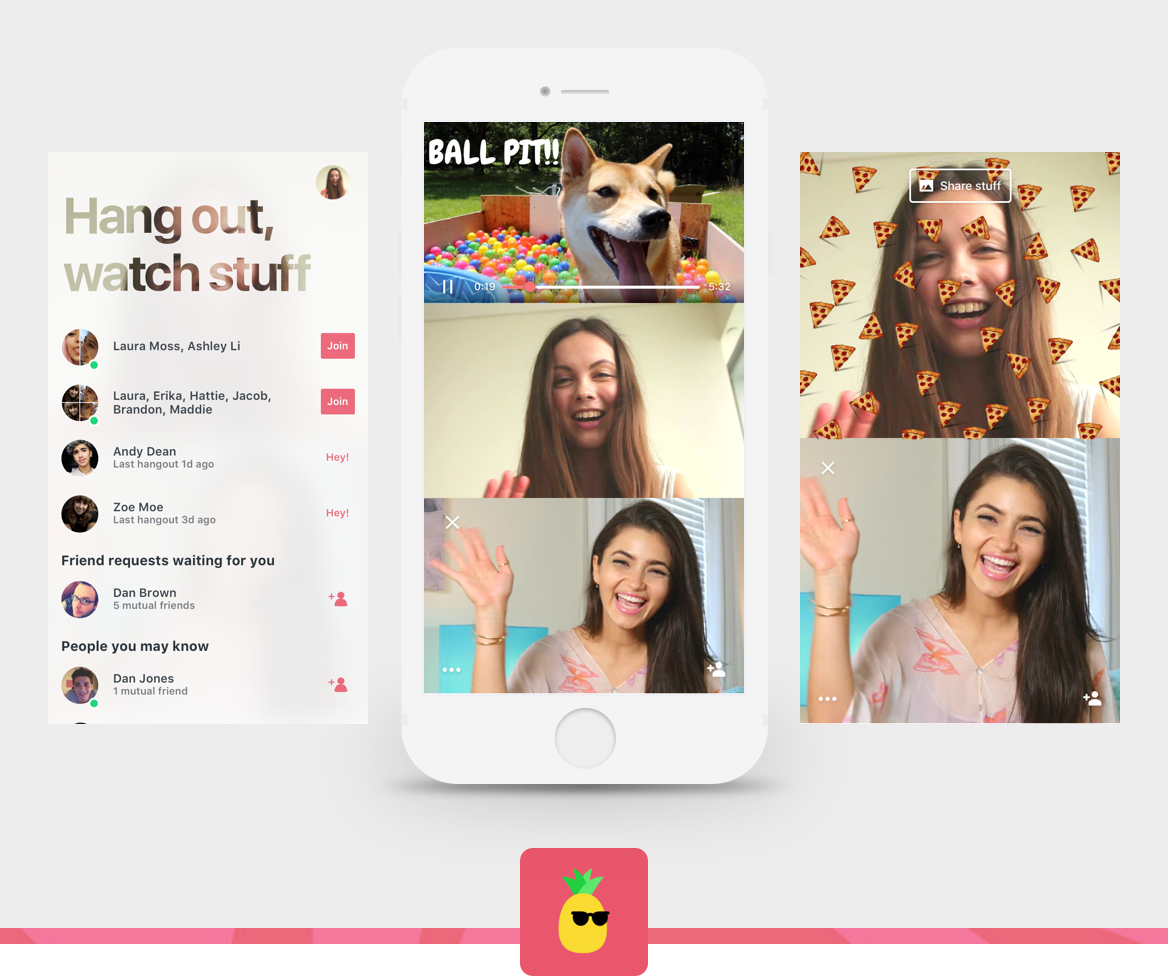 Hang out,
watch stuff
Laura Moss, Ashley Li
Join
Laura, Erika, Hattie, Jacob,
Brandon, Maddie
Join
Andy Dean
Last hangout 1d ago
Hey!
Zoe Moe
Last hangout 3d ago
Hey!
Friend requests waiting for you
Dan Brown
5 mutual friends
People you may know
Dan Jones
1 mutual friend
BALL PIT!!
0:19
5:32
Share stuff